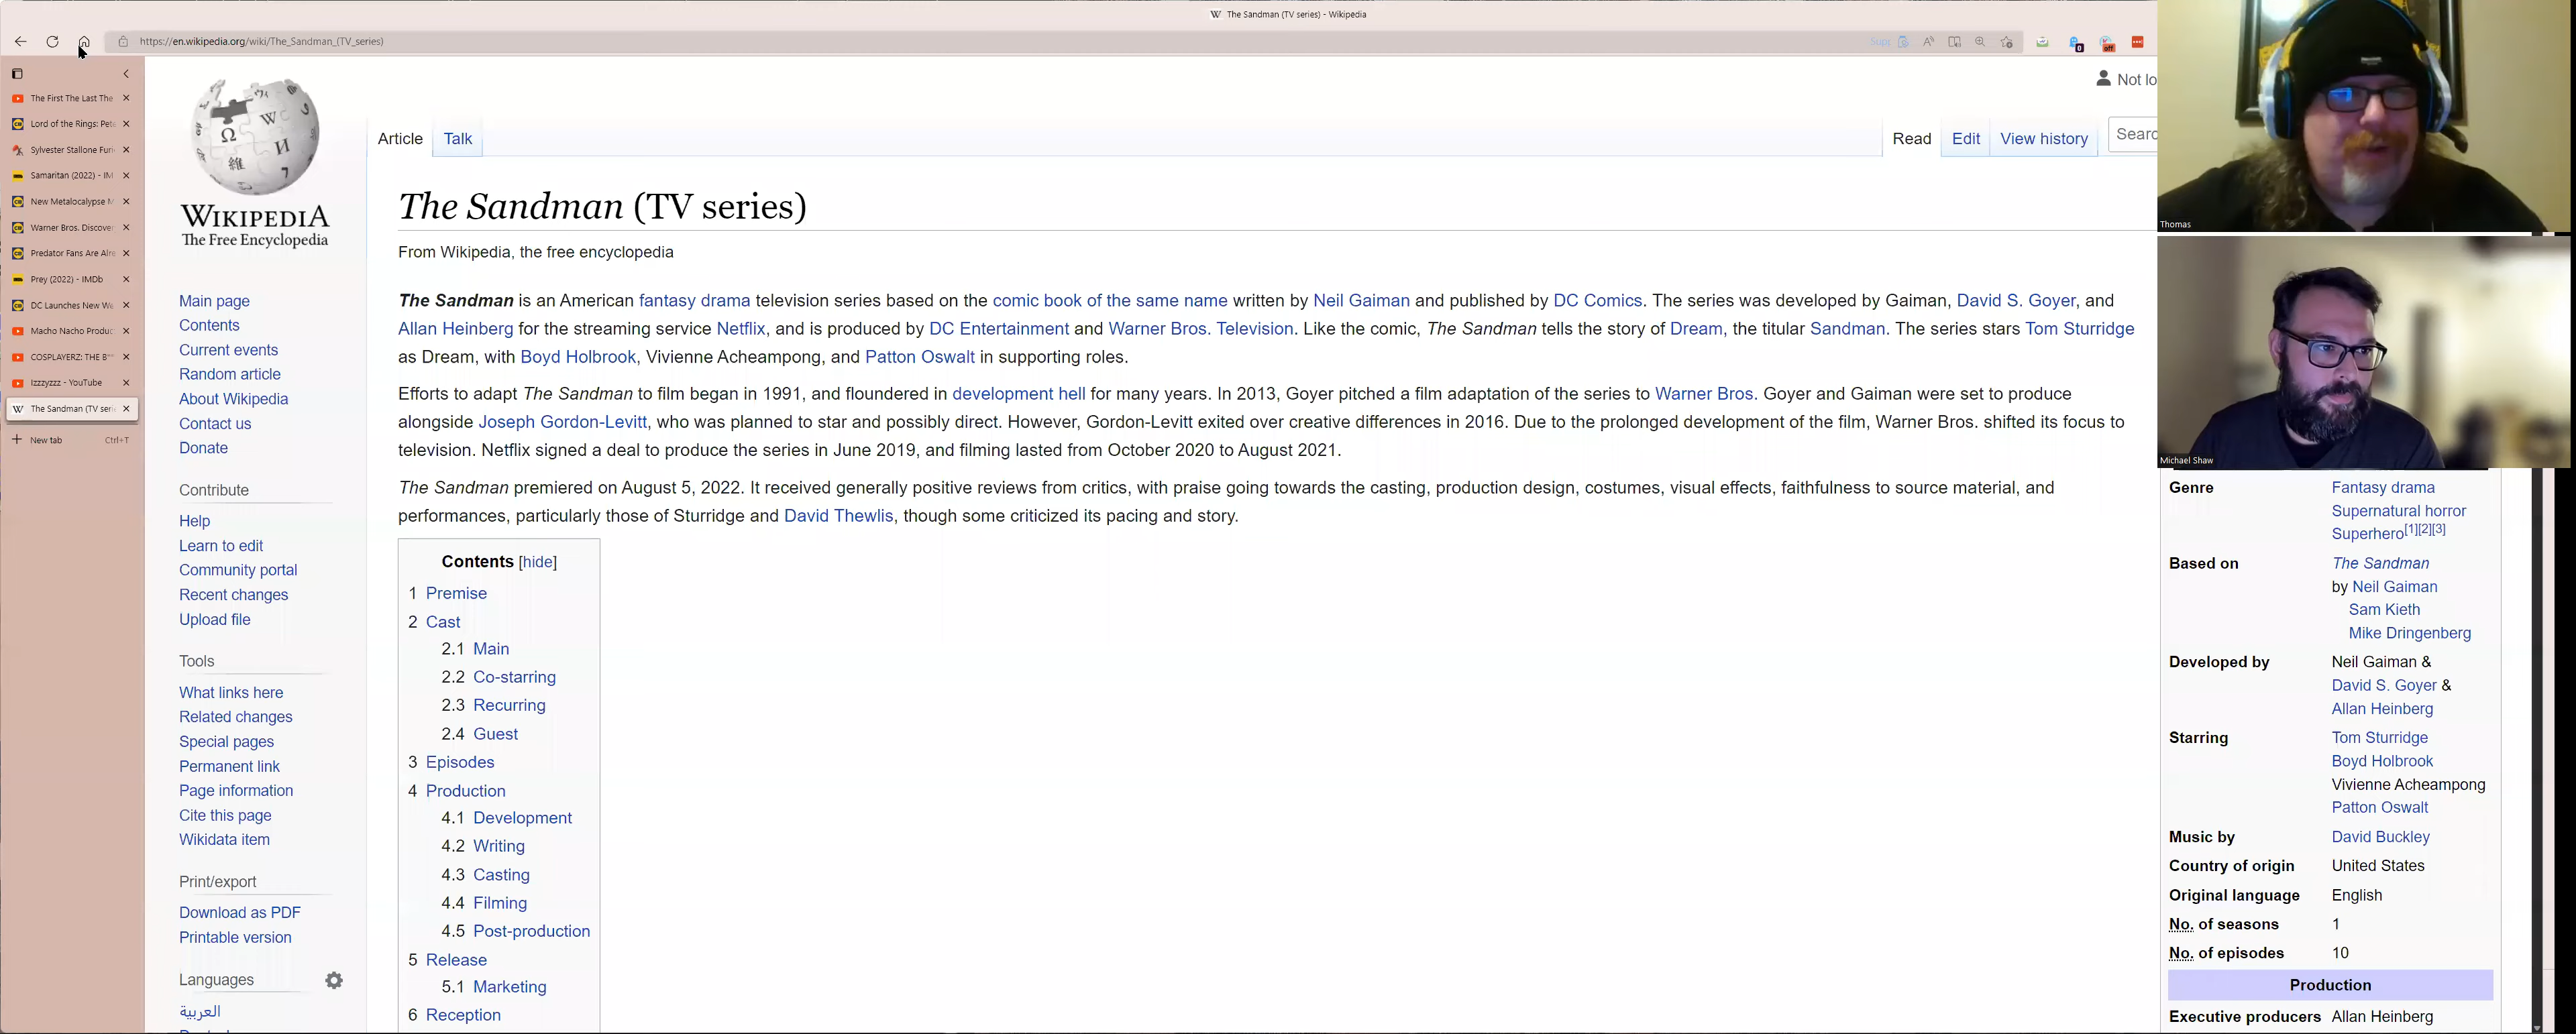 The Sandman (TV series) - Wikipedia
https://en.wikipedia.org/wiki/The_Sandman_(TV_series)
The First The Last The
Lord of the Rings: Pete
Sylvester Stallone Furi
Samaritan (2022) - IM
New Metalocalypse M
Warner Bros. Discover
Predator Fans Are Alre
Prey (2022) - IMDb
DC Launches New We
Macho Nacho Produc
COSPLAYERZ: THE B**
Izzzyzzz - YouTube
The Sandman (TV seri
New tab Ctrl+T
WIKIPEDIA
The Free Encyclopedia
Main page
Contents
Current events
Random article
About Wikipedia
Contact us
Donate
Contribute
Help
Learn to edit
Community portal
Recent changes
Upload file
Tools
What links here
Related changes
Special pages
Permanent link
Page information
Cite this page
Wikidata item
Print/export
Download as PDF
Printable version
Languages
العربية
Not lo
Article Talk Read Edit View history Searc
The Sandman (TV series)
From Wikipedia, the free encyclopedia
The Sandman is an American fantasy drama television series based on the comic book of the same name written by Neil Gaiman and published by DC Comics. The series was developed by Gaiman, David S. Goyer, and
Allan Heinberg for the streaming service Netflix, and is produced by DC Entertainment and Warner Bros. Television. Like the comic, The Sandman tells the story of Dream, the titular Sandman. The series stars Tom Sturridge
as Dream, with Boyd Holbrook, Vivienne Acheampong, and Patton Oswalt in supporting roles.
Efforts to adapt The Sandman to film began in 1991, and floundered in development hell for many years. In 2013, Goyer pitched a film adaptation of the series to Warner Bros. Goyer and Gaiman were set to produce
alongside Joseph Gordon-Levitt, who was planned to star and possibly direct. However, Gordon-Levitt exited over creative differences in 2016. Due to the prolonged development of the film, Warner Bros. shifted its focus to
television. Netflix signed a deal to produce the series in June 2019, and filming lasted from October 2020 to August 2021.
The Sandman premiered on August 5, 2022. It received generally positive reviews from critics, with praise going towards the casting, production design, costumes, visual effects, faithfulness to source material, and
performances, particularly those of Sturridge and David Thewlis, though some criticized its pacing and story.
Contents [hide]
1 Premise
2 Cast
2.1 Main
2.2 Co-starring
2.3 Recurring
2.4 Guest
3 Episodes
4 Production
4.1 Development
4.2 Writing
4.3 Casting
4.4 Filming
4.5 Post-production
5 Release
5.1 Marketing
6 Reception
Thomas
Michael Shaw
Genre Fantasy drama
Supernatural horror
Superhero[1][2][3]
Based on The Sandman
by Neil Gaiman
Sam Kieth
Mike Dringenberg
Developed by Neil Gaiman &
David S. Goyer &
Allan Heinberg
Starring Tom Sturridge
Boyd Holbrook
Vivienne Acheampong
Patton Oswalt
Music by David Buckley
Country of origin United States
Original language English
No. of seasons 1
No. of episodes 10
Production
Executive producers Allan Heinberg